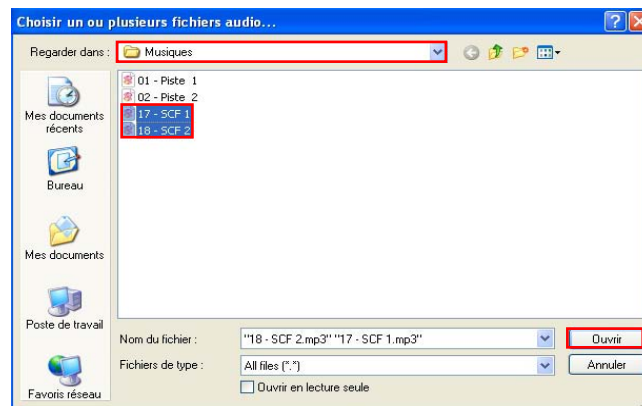 Choisir un ou plusieurs fichiers audio...
Regarder dans :
Musiques
Mes documents
récents
Bureau
Mes documents
Poste de travail
Favoris réseau
01 - Piste 1
02 - Piste 2
17 - SCF 1
18 - SCF 2
Nom du fichier :
"18 - SCF 2.mp3" "17 - SCF 1.mp3"
Ouvrir
Fichiers de type :
All files (*.*)
Annuler
Ouvrir en lecture seule